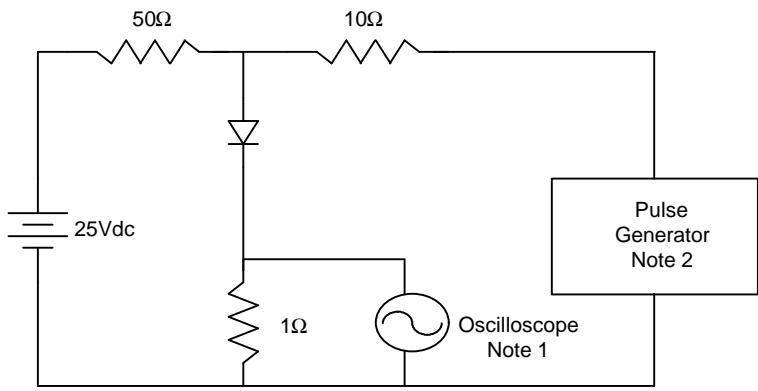 50Ω
10Ω
25Vdc
Pulse
Generator
Note 2
1Ω
Oscilloscope
Note 1